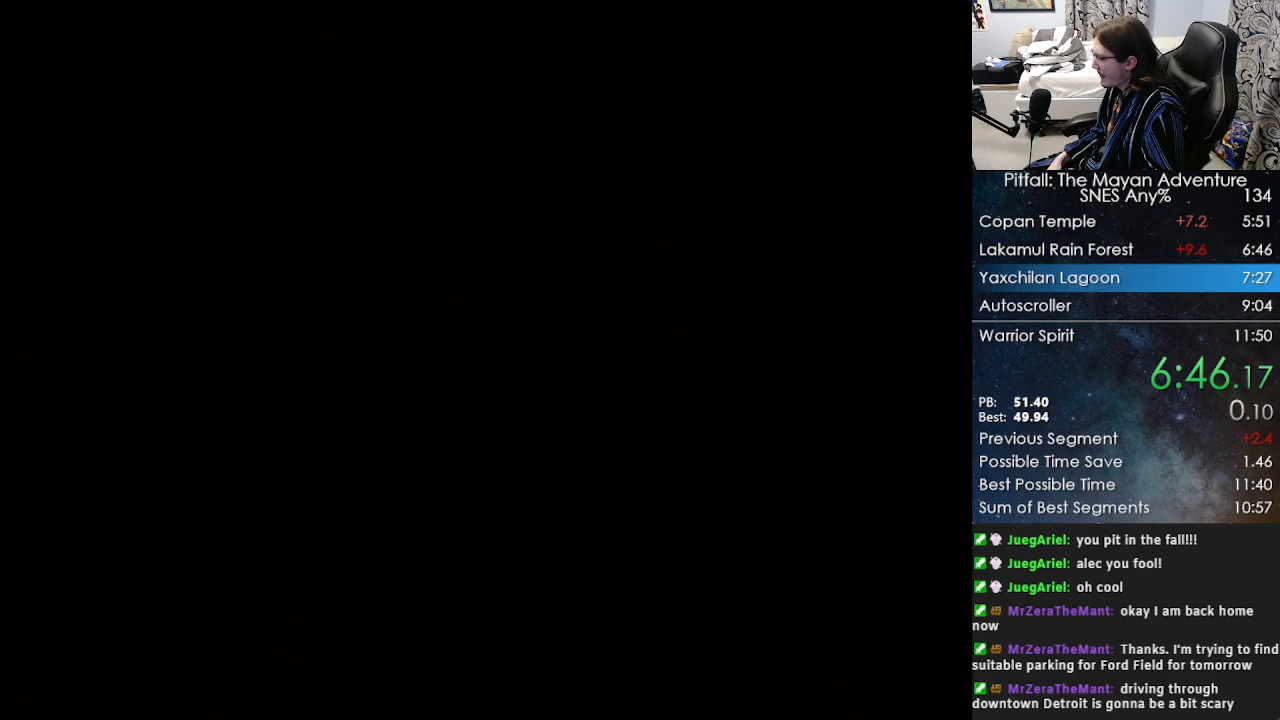 Pitfall: The Mayan Adventure
SNES Any% 134
Copan Temple +7.2 5:51
Lakamul Rain Forest +9.6 6:46
Yaxchilan Lagoon 7:27
Autoscroller 9:04
Warrior Spirit 11:50
6:46.17
PB: 51.40
Best: 49.94
0.10
Previous Segment +2.4
Possible Time Save 1.46
Best Possible Time 11:40
Sum of Best Segments 10:57
JuegAriel: you pit in the fall!!!
JuegAriel: alec you fool!
JuegAriel: oh cool
MrZeraTheMant: okay I am back home
now
MrZeraTheMant: Thanks. I'm trying to find
suitable parking for Ford Field for tomorrow
MrZeraTheMant: driving through
downtown Detroit is gonna be a bit scary